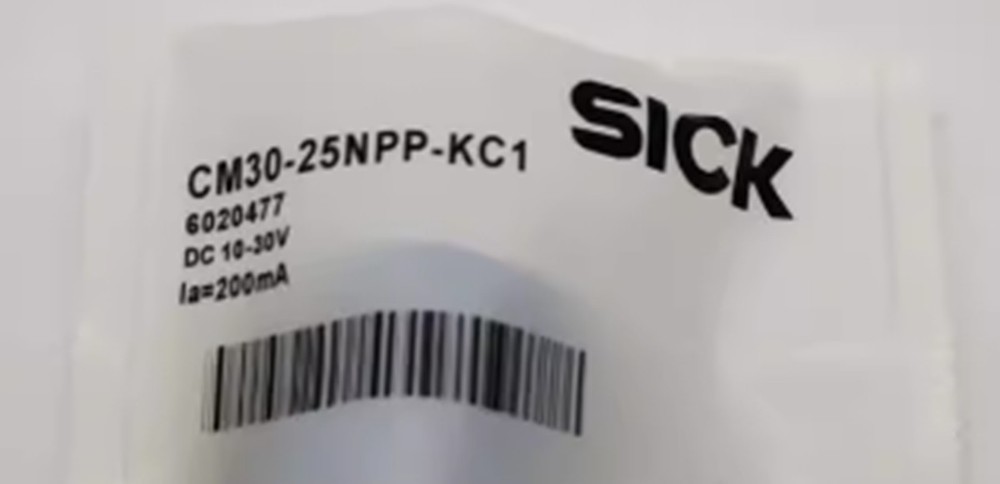 SICK
CM30-25NPP-KC1
6020477
DC 10-30V
Ia=200mA